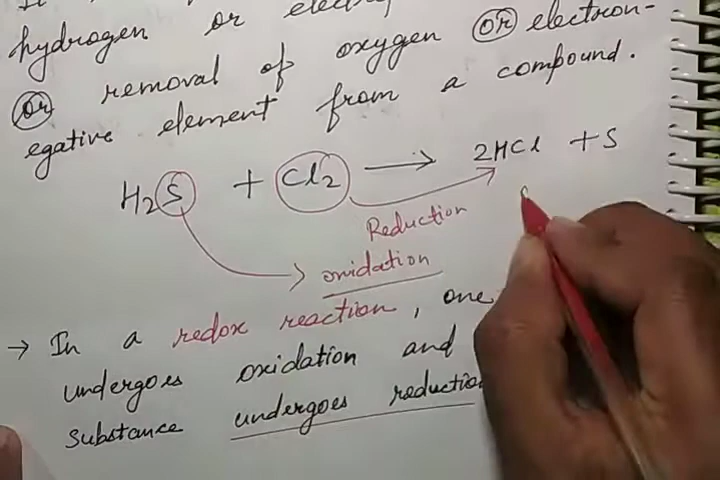 hydrogen or
or removal of oxygen or electron-
egative element from a compound.
H2S + Cl2 → 2HCl + S
Reduction
oxidation
→ In a redox reaction, one
undergoes oxidation and
substance undergoes reduction